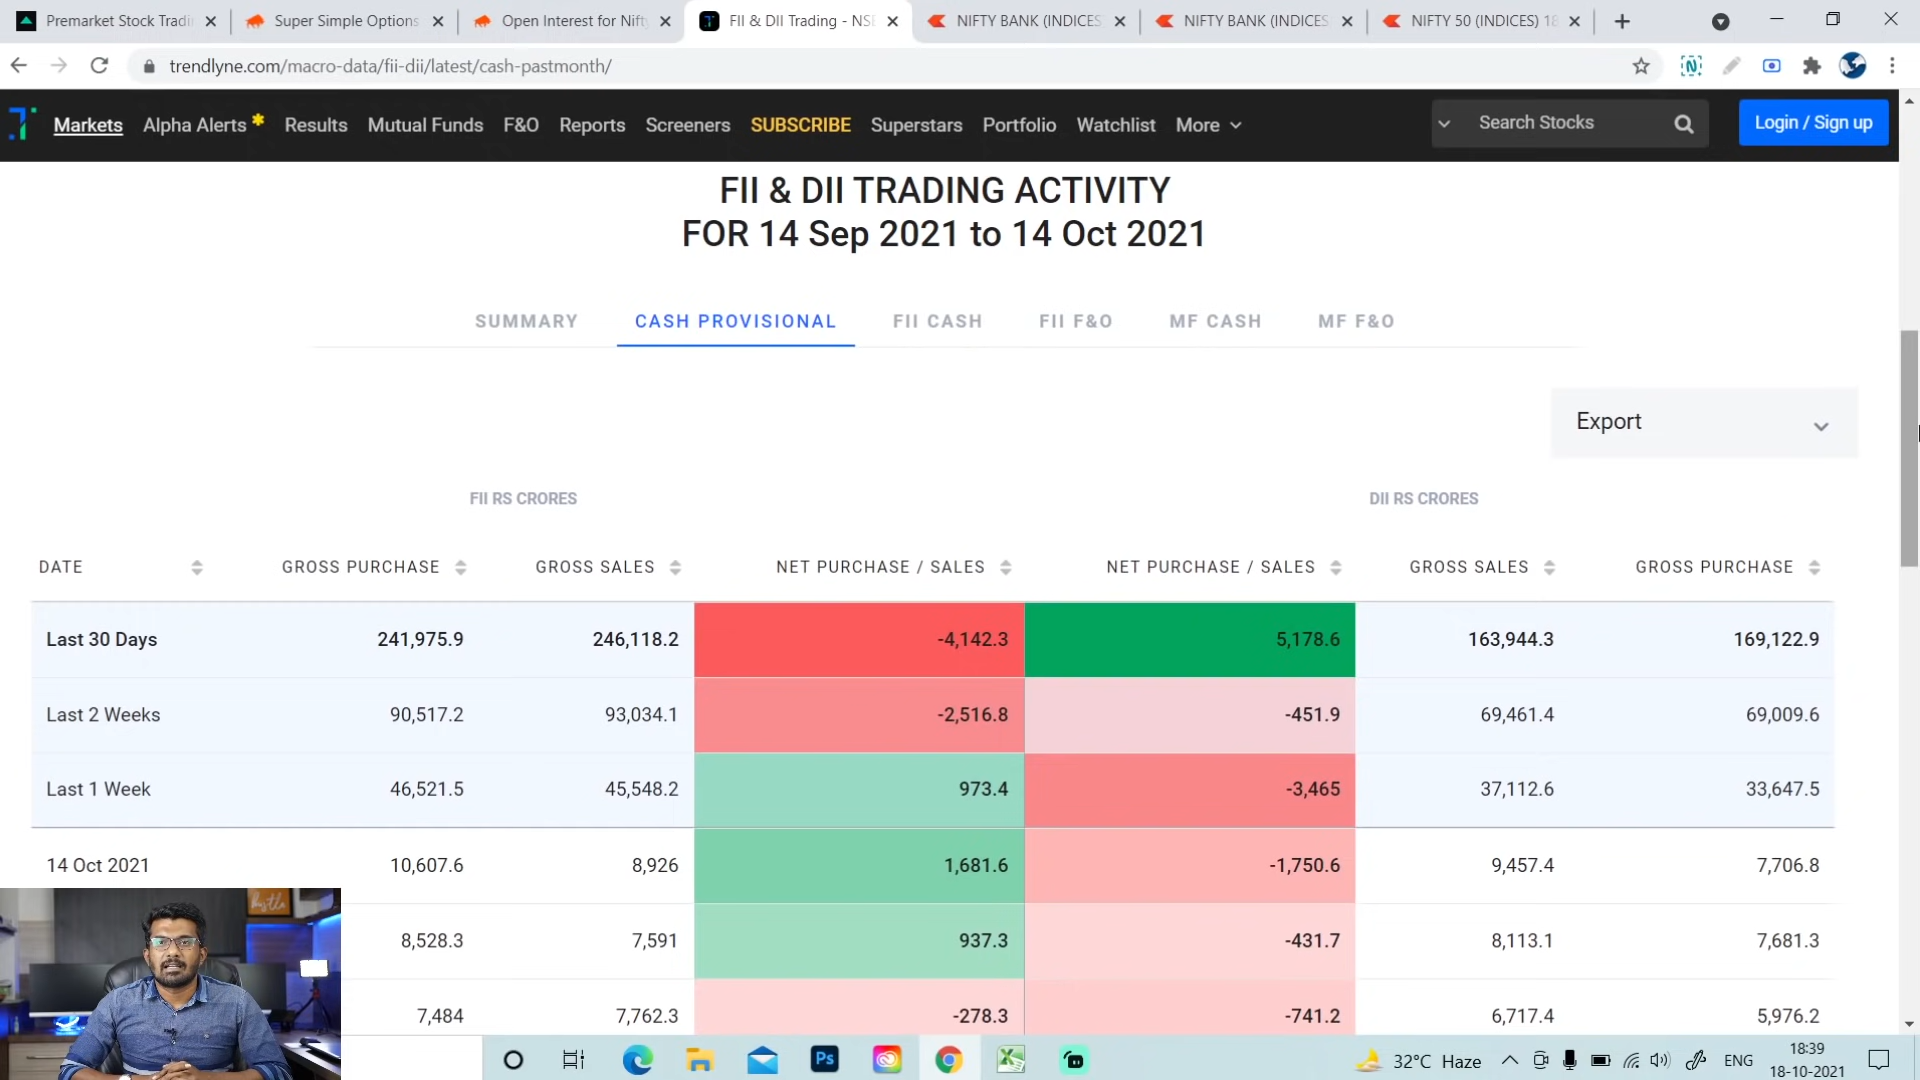 Premarket Stock Tradi
Super Simple Options
Open Interest for Nifty
FII & DII Trading - NSE
NIFTY BANK (INDICES
NIFTY BANK (INDICES
NIFTY 50 (INDICES) 18
trendlyne.com/macro-data/fii-dii/latest/cash-pastmonth/
Markets Alpha Alerts Results Mutual Funds F&O Reports Screeners SUBSCRIBE Superstars Portfolio Watchlist More Search Stocks Login / Sign up
FII & DII TRADING ACTIVITY
FOR 14 Sep 2021 to 14 Oct 2021
SUMMARY CASH PROVISIONAL FII CASH FII F&O MF CASH MF F&O
Export
FII RS CRORES DII RS CRORES
DATE GROSS PURCHASE GROSS SALES NET PURCHASE / SALES NET PURCHASE / SALES GROSS SALES GROSS PURCHASE
Last 30 Days 241,975.9 246,118.2 -4,142.3 5,178.6 163,944.3 169,122.9
Last 2 Weeks 90,517.2 93,034.1 -2,516.8 -451.9 69,461.4 69,009.6
Last 1 Week 46,521.5 45,548.2 973.4 -3,465 37,112.6 33,647.5
14 Oct 2021 10,607.6 8,926 1,681.6 -1,750.6 9,457.4 7,706.8
8,528.3 7,591 937.3 -431.7 8,113.1 7,681.3
7,484 7,762.3 -278.3 -741.2 6,717.4 5,976.2
hustle
Ps
32°C Haze
ENG
18:39
18-10-2021